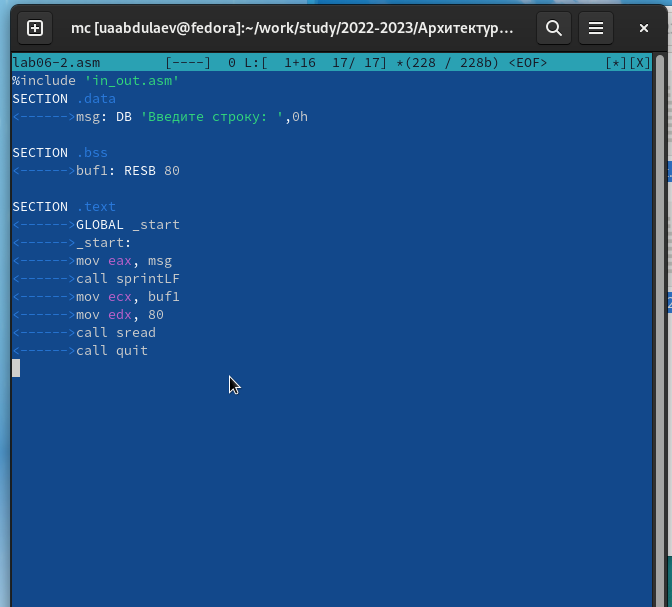 mc [uaabdulaev@fedora]:~/work/study/2022-2023/Архитектур...
lab06-2.asm [----] 0 L:[ 1+16 17/ 17] *(228 / 228b) <EOF> [*][X]
%include 'in_out.asm'
SECTION .data
<------>msg: DB 'Введите строку: ',0h
SECTION .bss
<------>buf1: RESB 80
SECTION .text
<------>GLOBAL _start
<------>_start:
<------>mov eax, msg
<------>call sprintLF
<------>mov ecx, buf1
<------>mov edx, 80
<------>call sread
<------>call quit